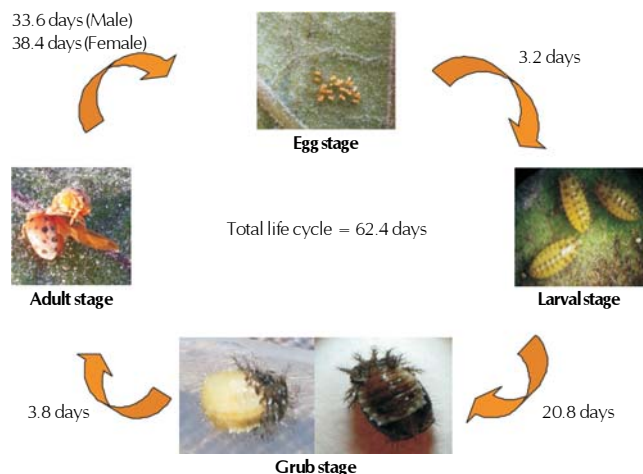 33.6 days (Male)
38.4 days (Female)
3.2 days
Egg stage
Total life cycle = 62.4 days
Adult stage
Larval stage
3.8 days
20.8 days
Grub stage